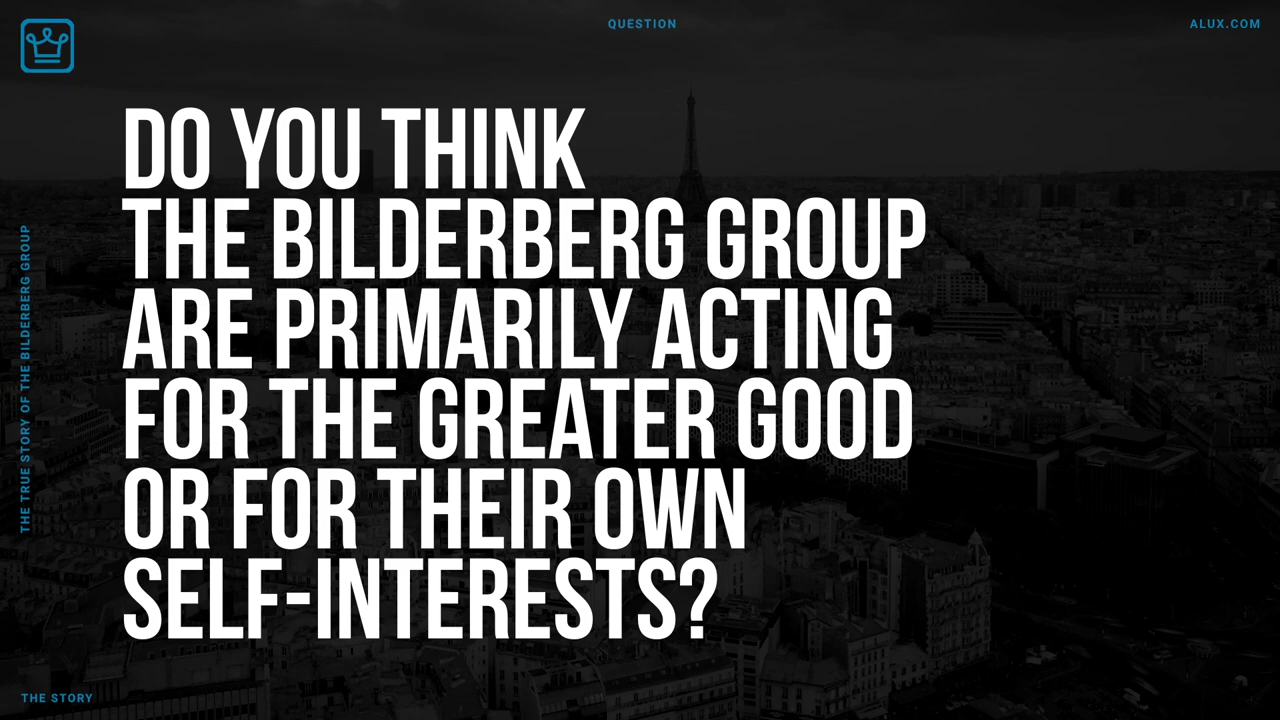 QUESTION
ALUX.COM
DO YOU THINK
THE BILDERBERG GROUP
ARE PRIMARILY ACTING
FOR THE GREATER GOOD
OR FOR THEIR OWN
SELF-INTERESTS?
THE TRUE STORY OF THE BILDERBERG GROUP
THE STORY